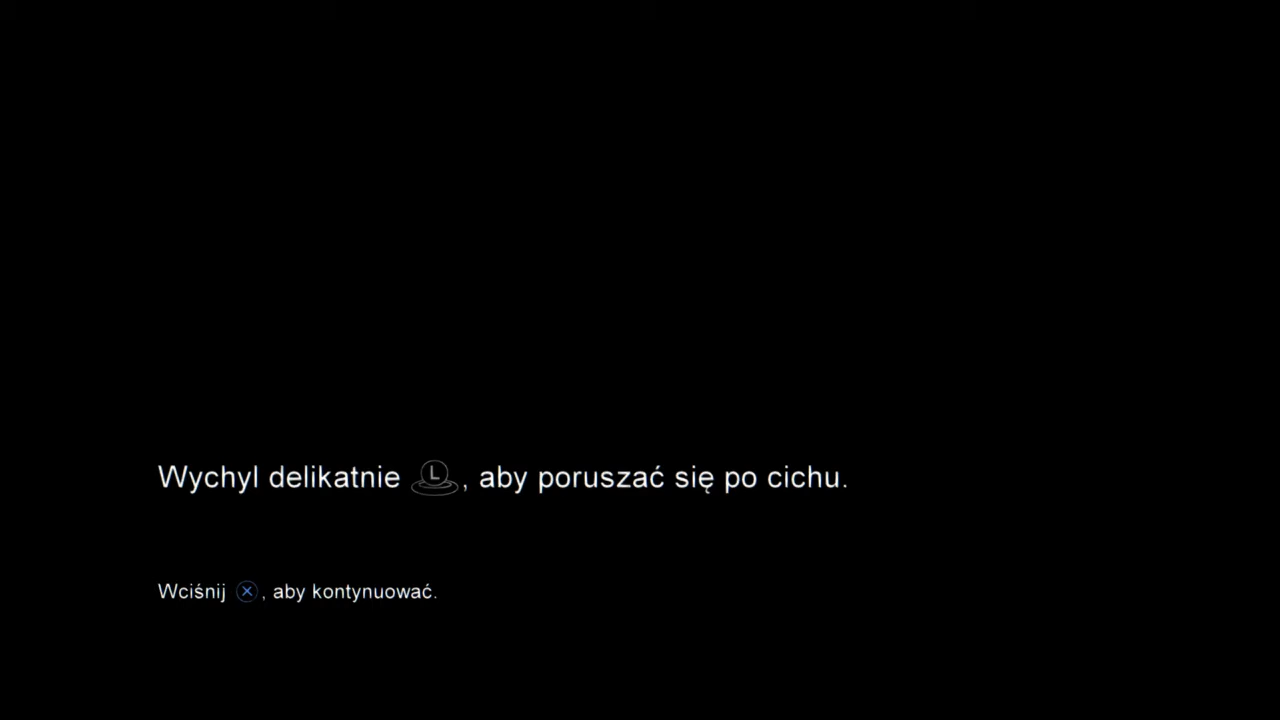 Wychyl delikatnie L, aby poruszać się po cichu.
Wciśnij X, aby kontynuować.